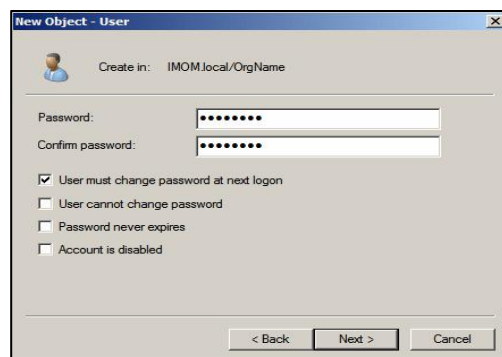 New Object - User
Create in: IMOM.local/OrgName
Password: ••••••••
Confirm password: ••••••••
User must change password at next logon
User cannot change password
Password never expires
Account is disabled
< Back Next > Cancel